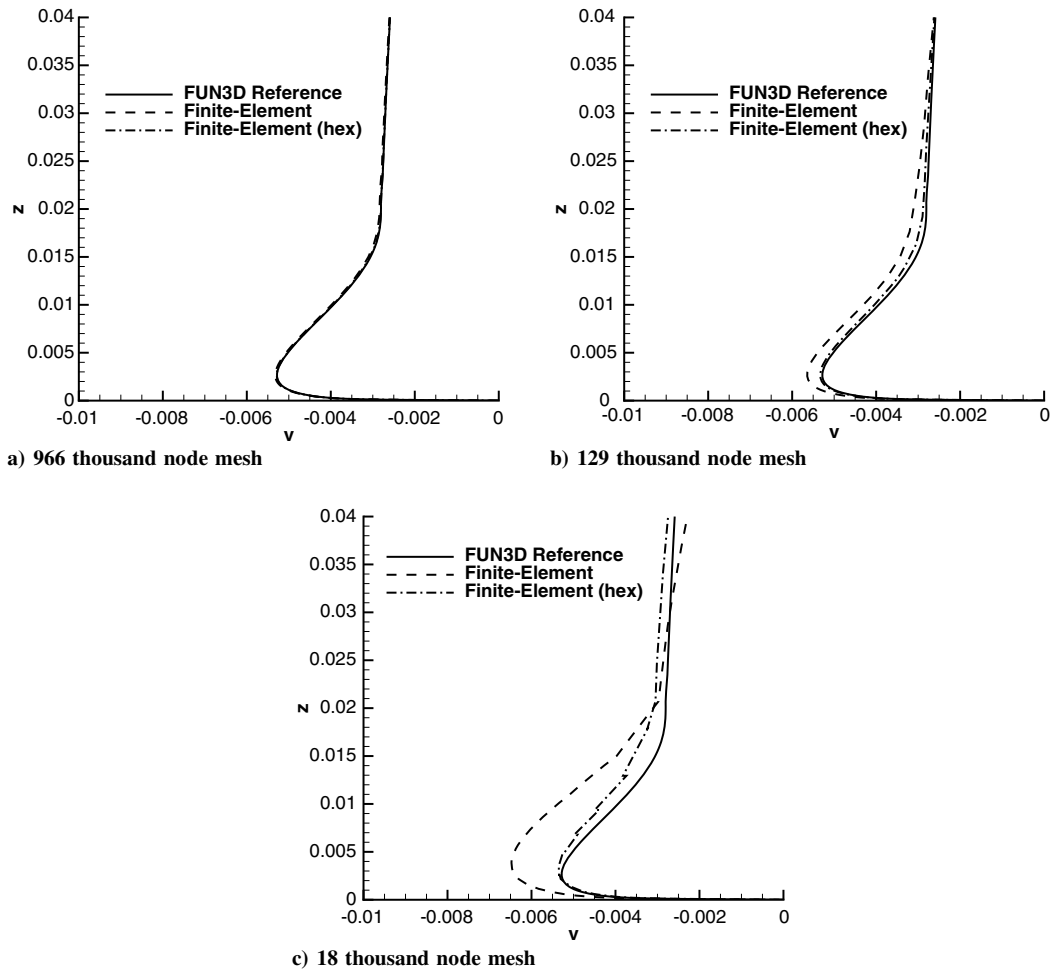 0.04
0.035
0.03
0.025
z 0.02
0.015
0.01
0.005
0
-0.01 -0.008 -0.006 -0.004 -0.002 0
v
FUN3D Reference
Finite-Element
Finite-Element (hex)
a) 966 thousand node mesh
0.04
0.035
0.03
0.025
z 0.02
0.015
0.01
0.005
0
-0.01 -0.008 -0.006 -0.004 -0.002 0
v
FUN3D Reference
Finite-Element
Finite-Element (hex)
b) 129 thousand node mesh
0.04
0.035
0.03
0.025
z 0.02
0.015
0.01
0.005
0
-0.01 -0.008 -0.006 -0.004 -0.002 0
v
FUN3D Reference
Finite-Element
Finite-Element (hex)
c) 18 thousand node mesh